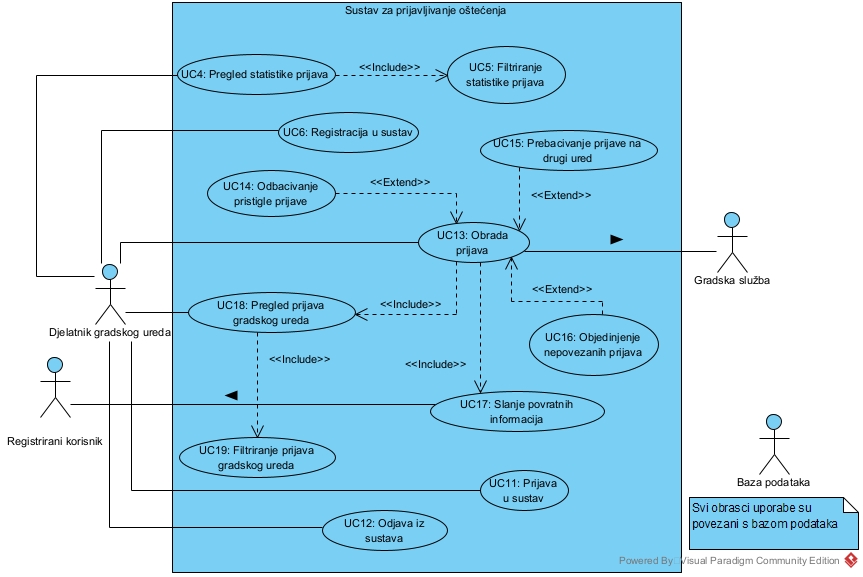 Sustav za prijavljivanje oštećenja
UC4: Pregled statistike prijava
<<Include>>
UC5: Filtriranje
statistike prijava
UC6: Registracija u sustav
UC15: Prebacivanje prijave na
drugi ured
UC14: Odbacivanje
pristigle prijave
<<Extend>>
<<Extend>>
UC13: Obrada
prijava
Gradska služba
Djelatnik gradskog ureda
UC18: Pregled prijava
gradskog ureda
<<Include>>
<<Extend>>
UC16: Objedinjenje
nepovezanih prijava
<<Include>>
<<Include>>
Registrirani korisnik
UC17: Slanje povratnih
informacija
UC19: Filtriranje prijava
gradskog ureda
UC11: Prijava
u sustav
Baza podataka
UC12: Odjava iz
sustava
Svi obrasci uporabe su
povezani s bazom podataka
Powered By: Visual Paradigm Community Edition